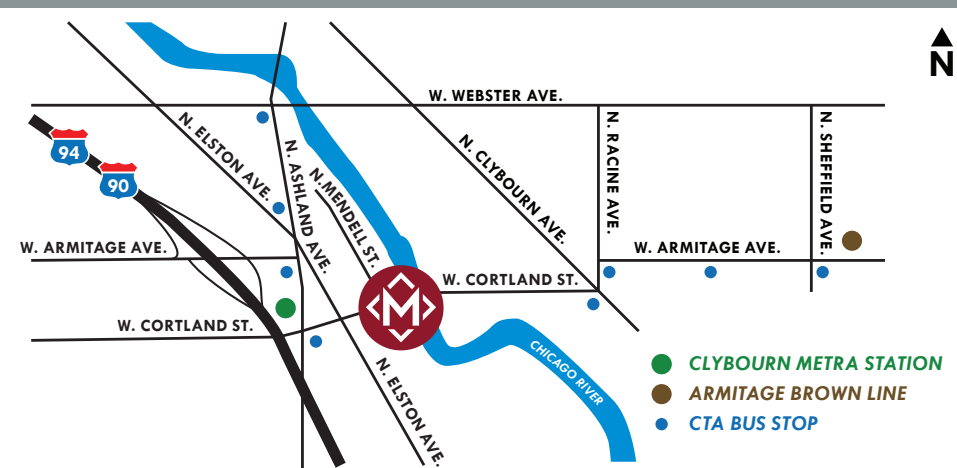 N
W. WEBSTER AVE.
94
90
N. ELSTON AVE.
N. ASHLAND AVE.
N. MENDELL ST.
N. CLYBOURN AVE.
N. RACINE AVE.
N. SHEFFIELD AVE.
W. ARMITAGE AVE.
W. ARMITAGE AVE.
W. CORTLAND ST.
M
W. CORTLAND ST.
N. ELSTON AVE.
CHICAGO RIVER
CLYBOURN METRA STATION
ARMITAGE BROWN LINE
CTA BUS STOP